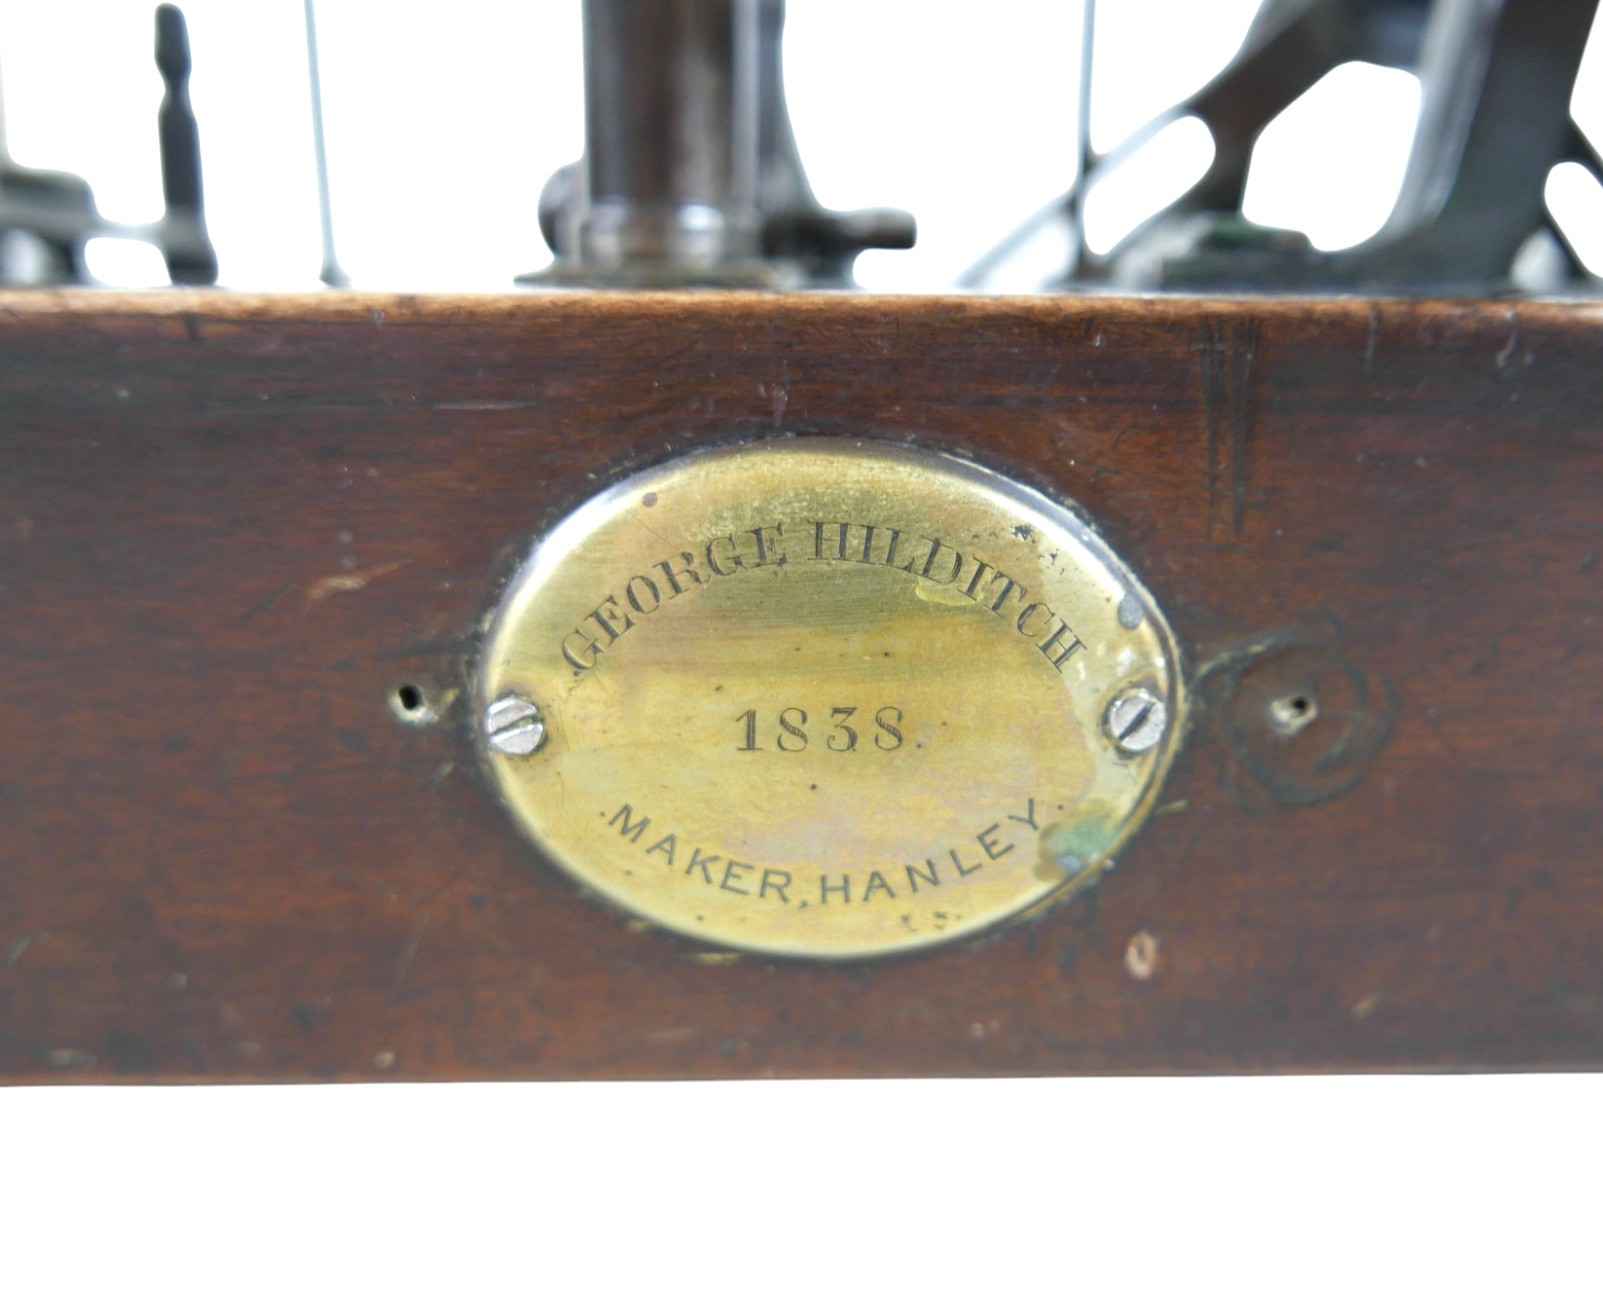 GEORGE HILDITCH
1838.
.MAKER, HANLEY.